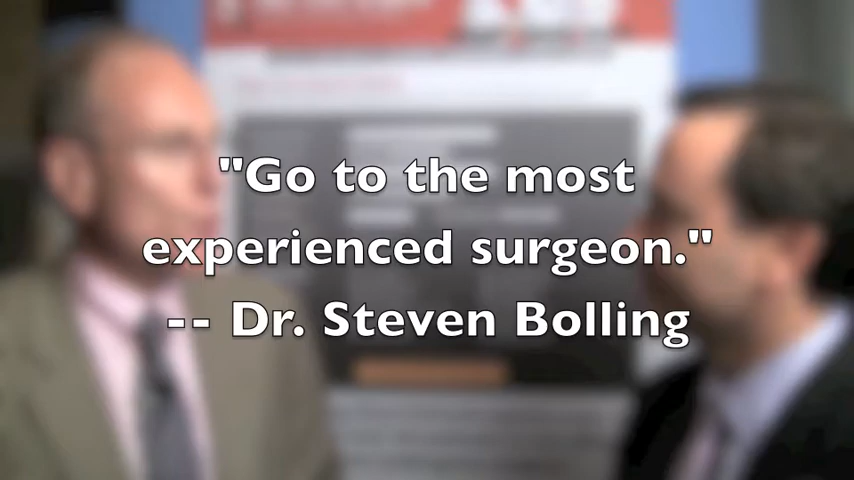 "Go to the most
experienced surgeon."
-- Dr. Steven Bolling